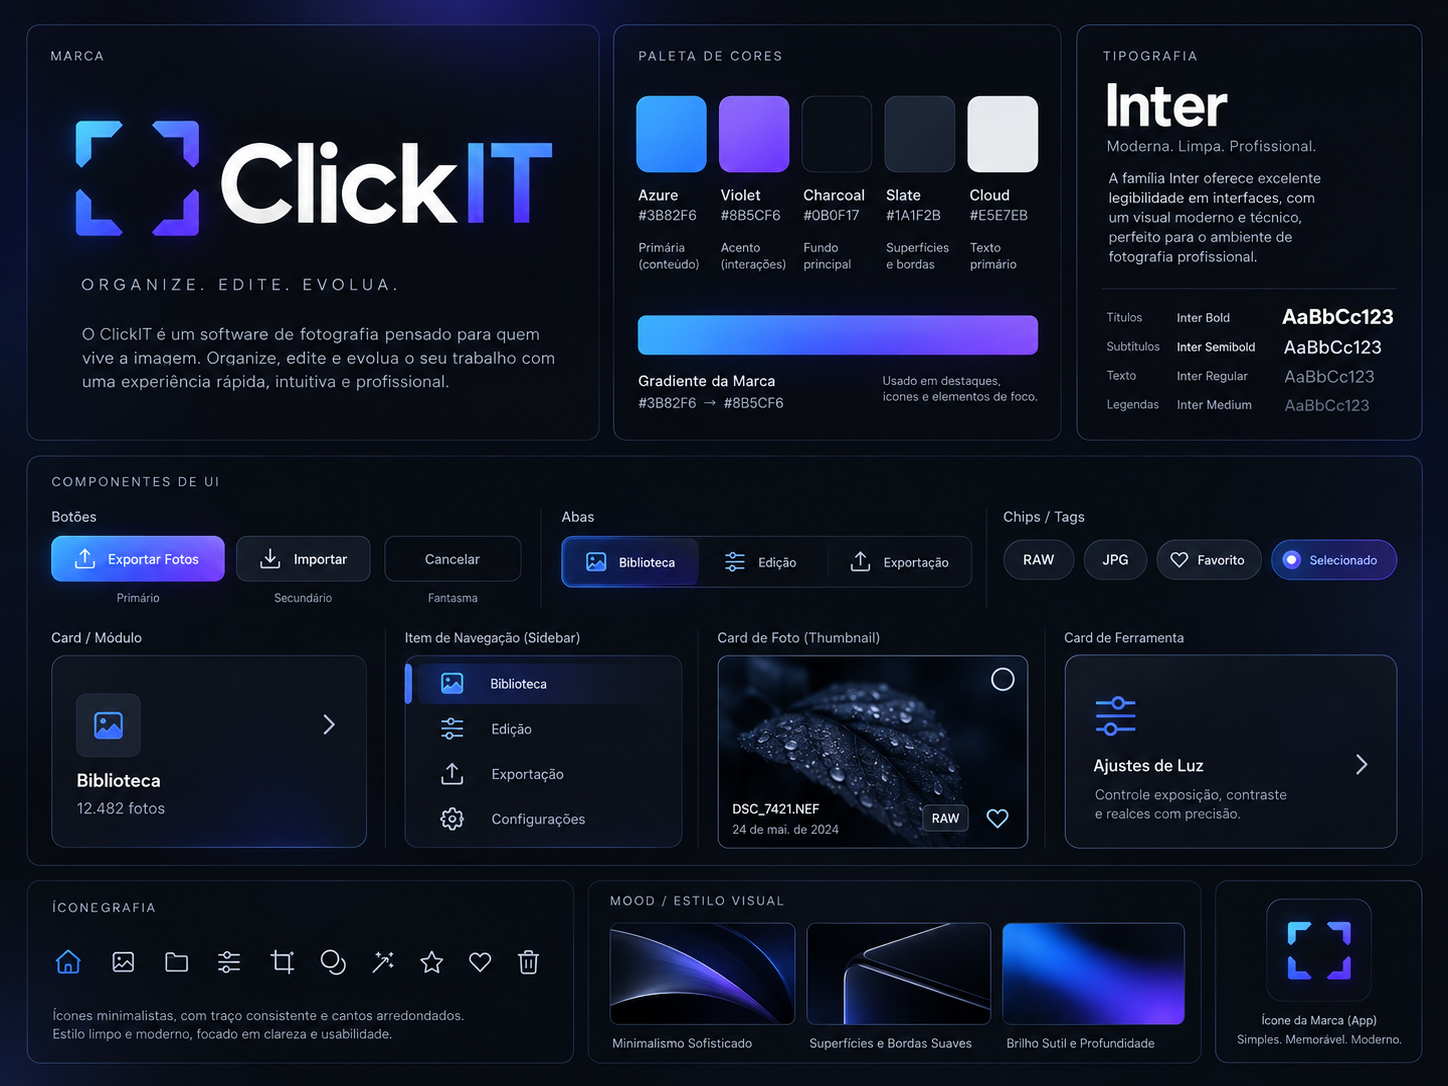 MARCA
ClickIT
ORGANIZE. EDITE. EVOLUA.
O ClickIT é um software de fotografia pensado para quem
vive a imagem. Organize, edite e evolua o seu trabalho com
uma experiência rápida, intuitiva e profissional.
PALETA DE CORES
Azure
#3B82F6
Primária
(conteúdo)
Violet
#8B5CF6
Acento
(interações)
Charcoal
#0B0F17
Fundo
principal
Slate
#1A1F2B
Superfícies
e bordas
Cloud
#E5E7EB
Texto
primário
Gradiente da Marca
#3B82F6 → #8B5CF6
Usado em destaques,
icones e elementos de foco.
TIPOGRAFIA
Inter
Moderna. Limpa. Profissional.
A família Inter oferece excelente
legibilidade em interfaces, com
um visual moderno e técnico,
perfeito para o ambiente de
fotografia profissional.
Títulos Inter Bold AaBbCc123
Subtítulos Inter Semibold AaBbCc123
Texto Inter Regular AaBbCc123
Legendas Inter Medium AaBbCc123
COMPONENTES DE UI
Botões
Exportar Fotos
Primário
Importar
Secundário
Cancelar
Fantasma
Abas
Biblioteca
Edição
Exportação
Chips / Tags
RAW
JPG
Favorito
Selecionado
Card / Módulo
Biblioteca
12.482 fotos
Item de Navegação (Sidebar)
Biblioteca
Edição
Exportação
Configurações
Card de Foto (Thumbnail)
DSC_7421.NEF
24 de mai. de 2024
RAW
Card de Ferramenta
Ajustes de Luz
Controle exposição, contraste
e realces com precisão.
ÍCONEGRAFIA
Ícones minimalistas, com traço consistente e cantos arredondados.
Estilo limpo e moderno, focado em clareza e usabilidade.
MOOD / ESTILO VISUAL
Minimalismo Sofisticado
Superfícies e Bordas Suaves
Brilho Sutil e Profundidade
Ícone da Marca (App)
Simples. Memorável. Moderno.